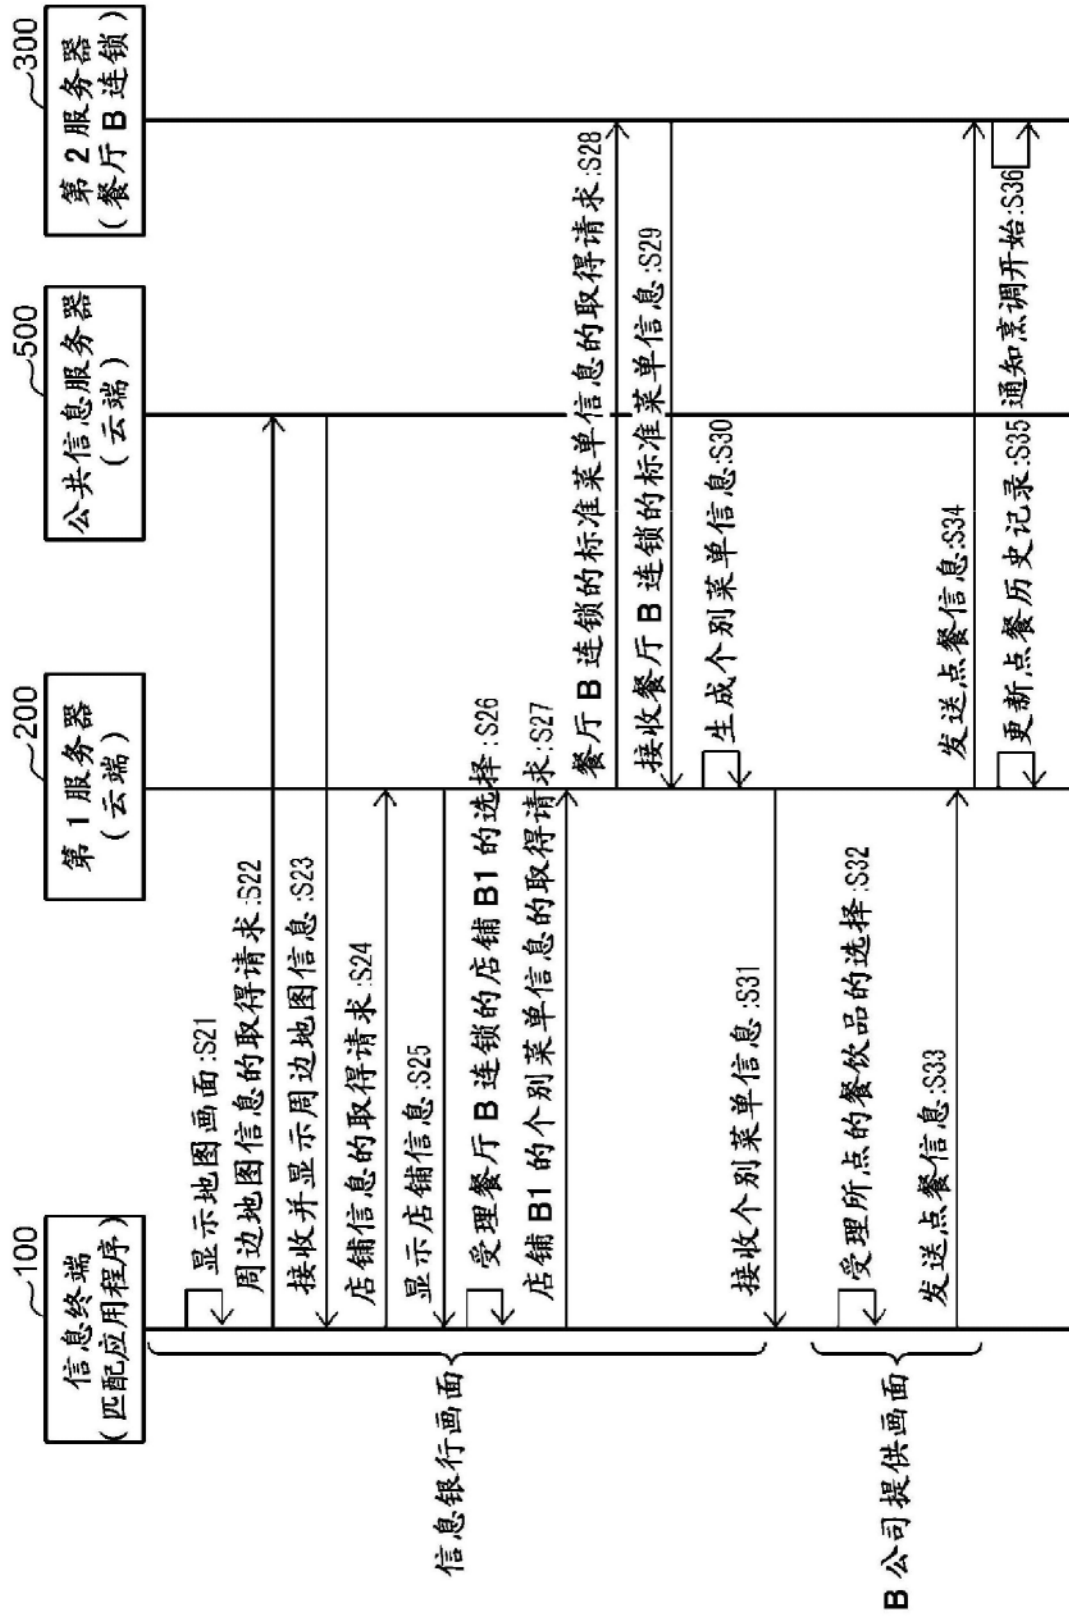 100
信息终端
(匹配应用程序)
200
第1服务器
(云端)
500
公共信息服务器
(云端)
300
第2服务器
(餐厅B连锁)
显示地图画面:S21
周边地图信息的取得请求:S22
接收并显示周边地图信息:S23
店铺信息的取得请求:S24
显示店铺信息:S25
受理餐厅B连锁的店铺B1的选择:S26
店铺B1的个别菜单信息的取得请求:S27
餐厅B连锁的标准菜单信息的取得请求:S28
接收餐厅B连锁的标准菜单信息:S29
生成个别菜单信息:S30
接收个别菜单信息:S31
信息银行画面
受理所点的餐饮品的选择:S32
发送点餐信息:S33
发送点餐信息:S34
更新点餐历史记录:S35
通知烹调开始:S36
B公司提供画面